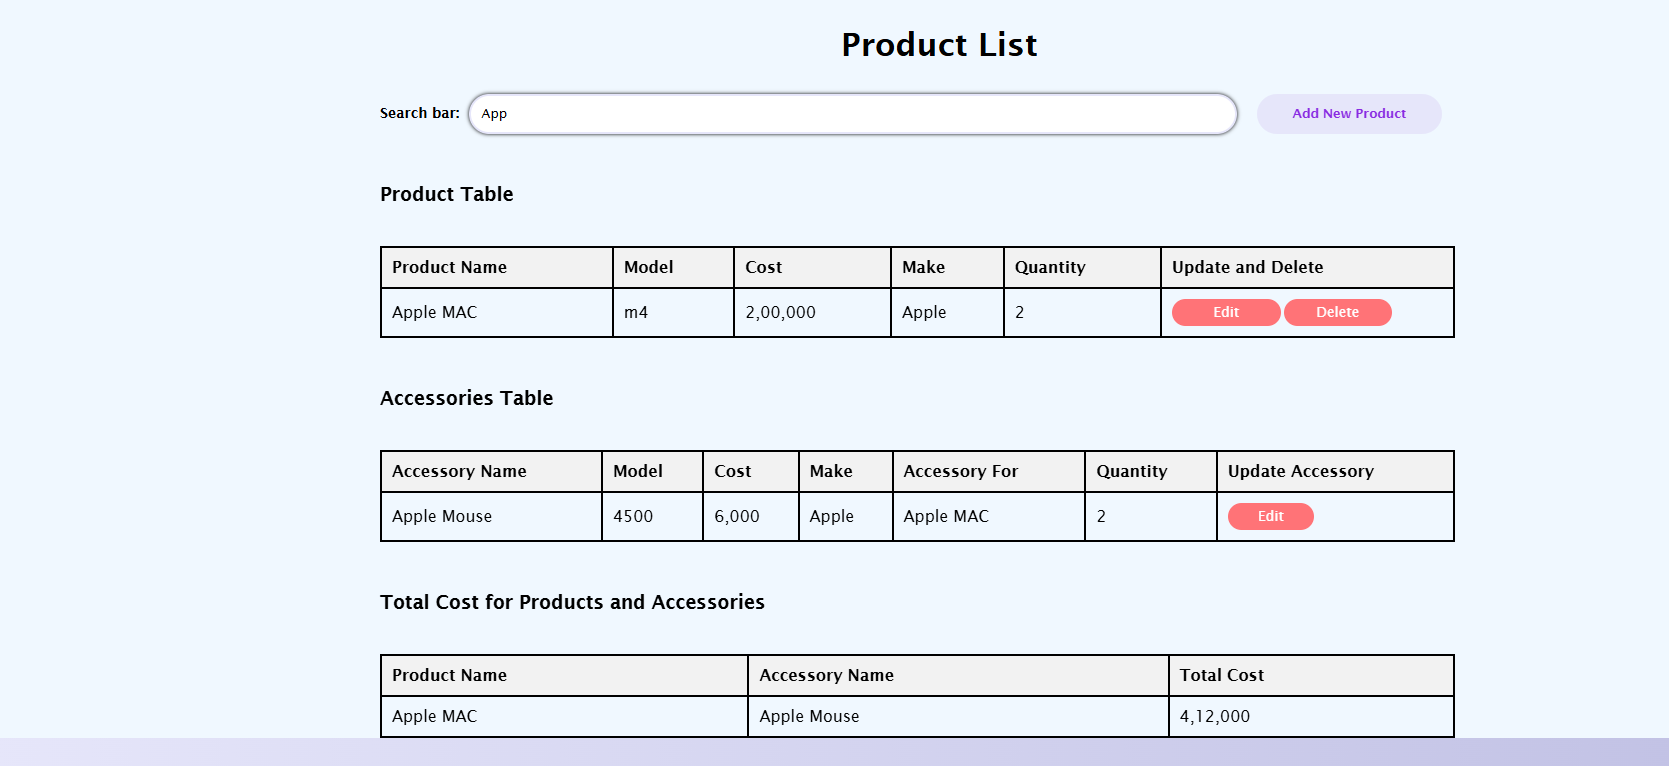 Product List
Search bar: App Add New Product
Product Table
Product Name Model Cost Make Quantity Update and Delete
Apple MAC m4 2,00,000 Apple 2 Edit Delete
Accessories Table
Accessory Name Model Cost Make Accessory For Quantity Update Accessory
Apple Mouse 4500 6,000 Apple Apple MAC 2 Edit
Total Cost for Products and Accessories
Product Name Accessory Name Total Cost
Apple MAC Apple Mouse 4,12,000